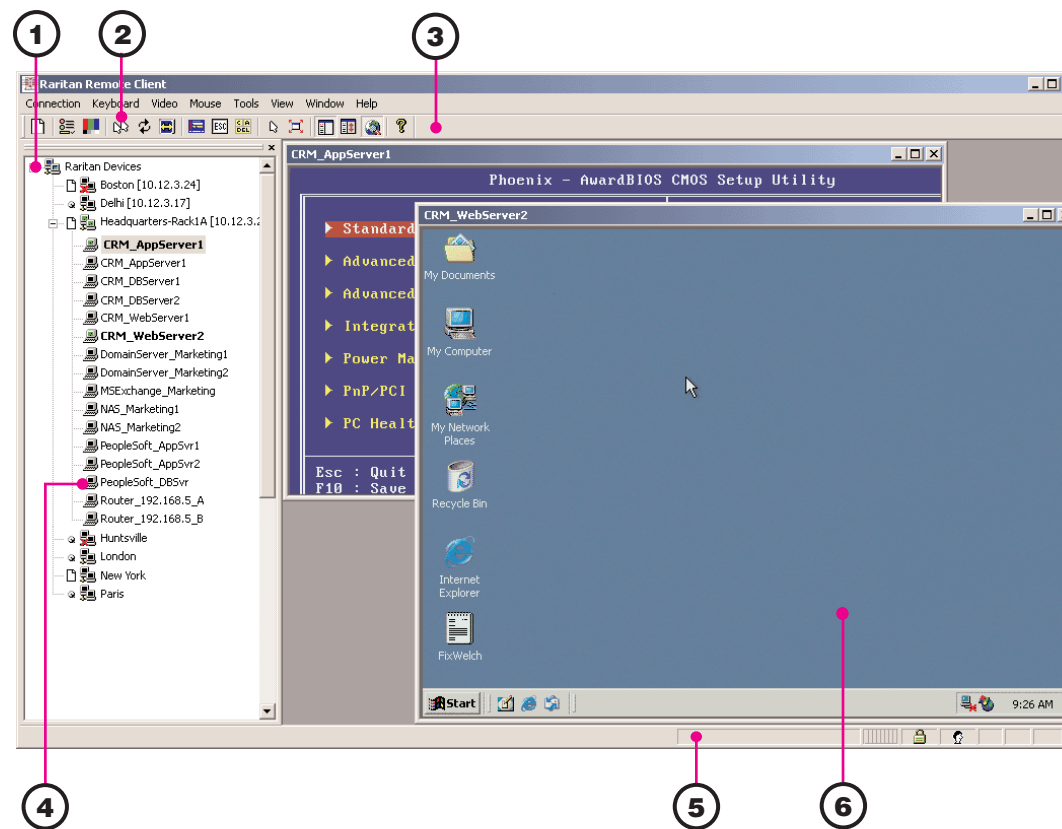 1
2
3
Raritan Remote Client
Connection Keyboard Video Mouse Tools View Window Help
ESC
Raritan Devices
Boston [10.12.3.24]
Delhi [10.12.3.17]
Headquarters-Rack1A [10.12.3.2
CRM_AppServer1
CRM_AppServer1
CRM_DBServer1
CRM_DBServer2
CRM_WebServer1
CRM_WebServer2
DomainServer_Marketing1
DomainServer_Marketing2
MSExchange_Marketing
NAS_Marketing1
NAS_Marketing2
PeopleSoft_AppSvr1
PeopleSoft_AppSvr2
PeopleSoft_DBSvr
Router_192.168.5_A
Router_192.168.5_B
Huntsville
London
New York
Paris
CRM_AppServer1
Phoenix - AwardBIOS CMOS Setup Utility
Standard
Advanced
Advanced
Integrat
Power Ma
PnP/PCI
PC Healt
Esc : Quit
F10 : Save
CRM_WebServer2
My Documents
My Computer
My Network
Places
Recycle Bin
Internet
Explorer
FixWelch
Start
9:26 AM
4
5
6